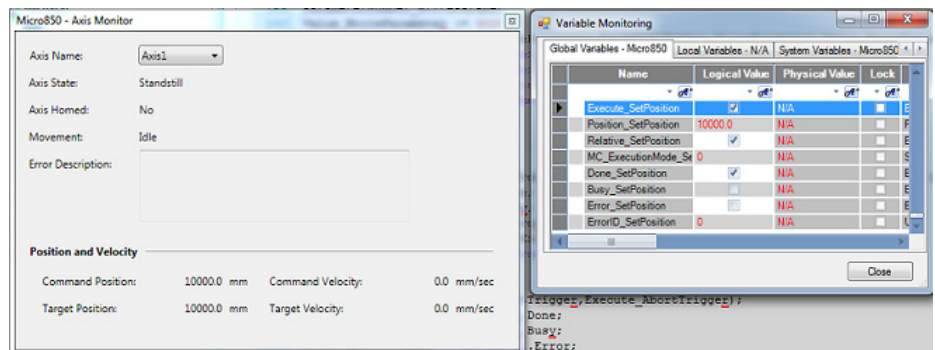 Micro850 - Axis Monitor
Axis Name:
Axis1
Axis State:
Standstill
Axis Homed:
No
Movement:
Idle
Error Description:
Position and Velocity
Command Position:
10000.0 mm
Command Velocity:
0.0 mm/sec
Target Position:
10000.0 mm
Target Velocity:
0.0 mm/sec
Variable Monitoring
Global Variables - Micro850
Local Variables - N/A
System Variables - Micro850
Name Logical Value Physical Value Lock
Execute_SetPosition N/A E
Position_SetPosition 10000.0 N/A F
Relative_SetPosition N/A E
MC_ExecutionMode_Se 0 N/A S
Done_SetPosition N/A E
Busy_SetPosition N/A E
Error_SetPosition N/A E
ErrorID_SetPosition 0 N/A U
Close
Trigger,Execute_AbortTrigger);
Done;
Busy;
.Error;